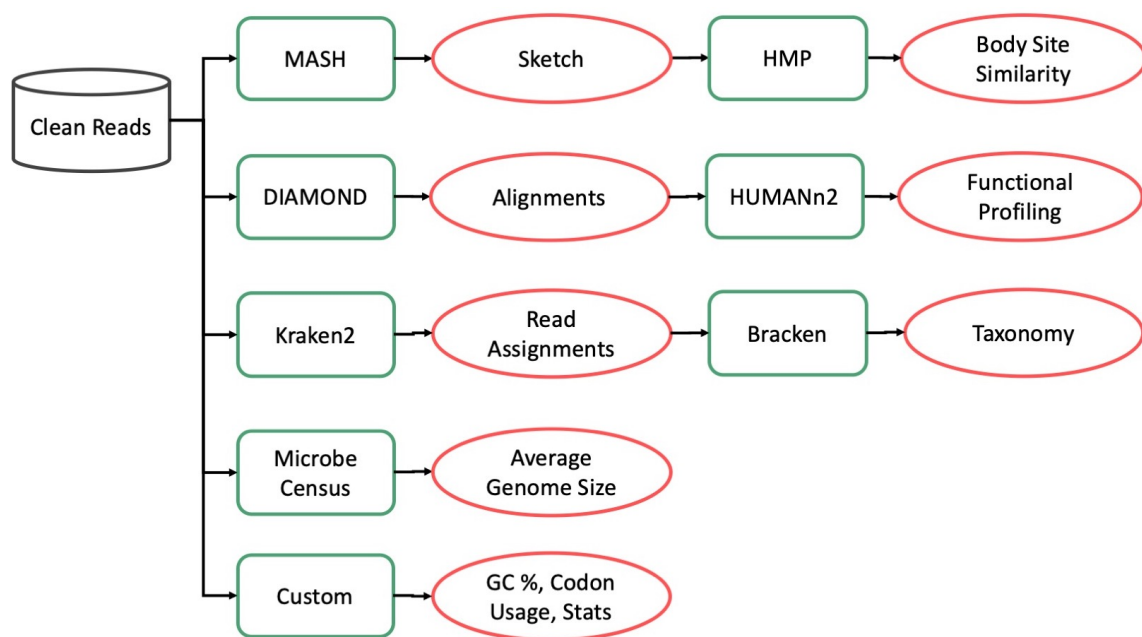 Clean Reads
MASH
Sketch
HMP
Body Site
Similarity
DIAMOND
Alignments
HUMANn2
Functional
Profiling
Kraken2
Read
Assignments
Bracken
Taxonomy
Microbe
Census
Average
Genome Size
Custom
GC %, Codon
Usage, Stats